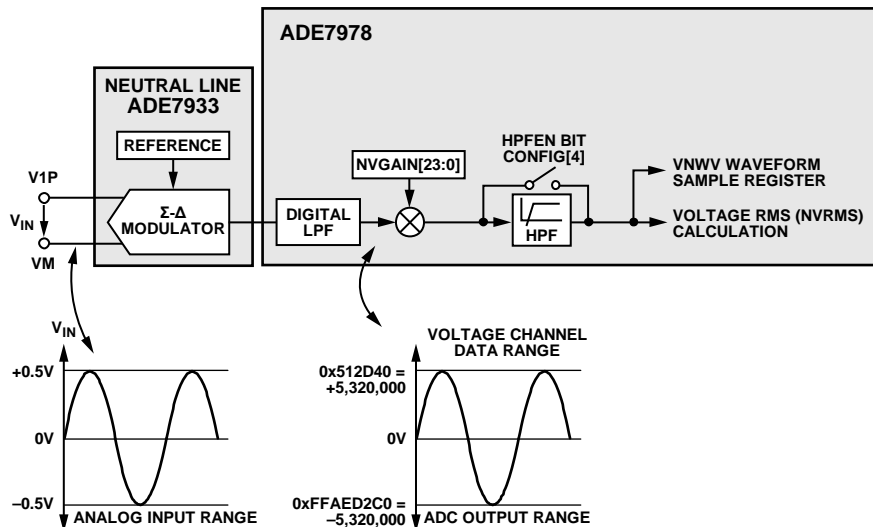 ADE7978
NEUTRAL LINE
ADE7933
REFERENCE
V1P
VIN
VM
Σ-Δ
MODULATOR
DIGITAL
LPF
NVGAIN[23:0]
HPFEN BIT
CONFIG[4]
HPF
VNWV WAVEFORM
SAMPLE REGISTER
VOLTAGE RMS (NVRMS)
CALCULATION
VIN
+0.5V
0V
–0.5V
ANALOG INPUT RANGE
VOLTAGE CHANNEL
DATA RANGE
0x512D40 =
+5,320,000
0V
0xFFAED2C0 =
–5,320,000
ADC OUTPUT RANGE